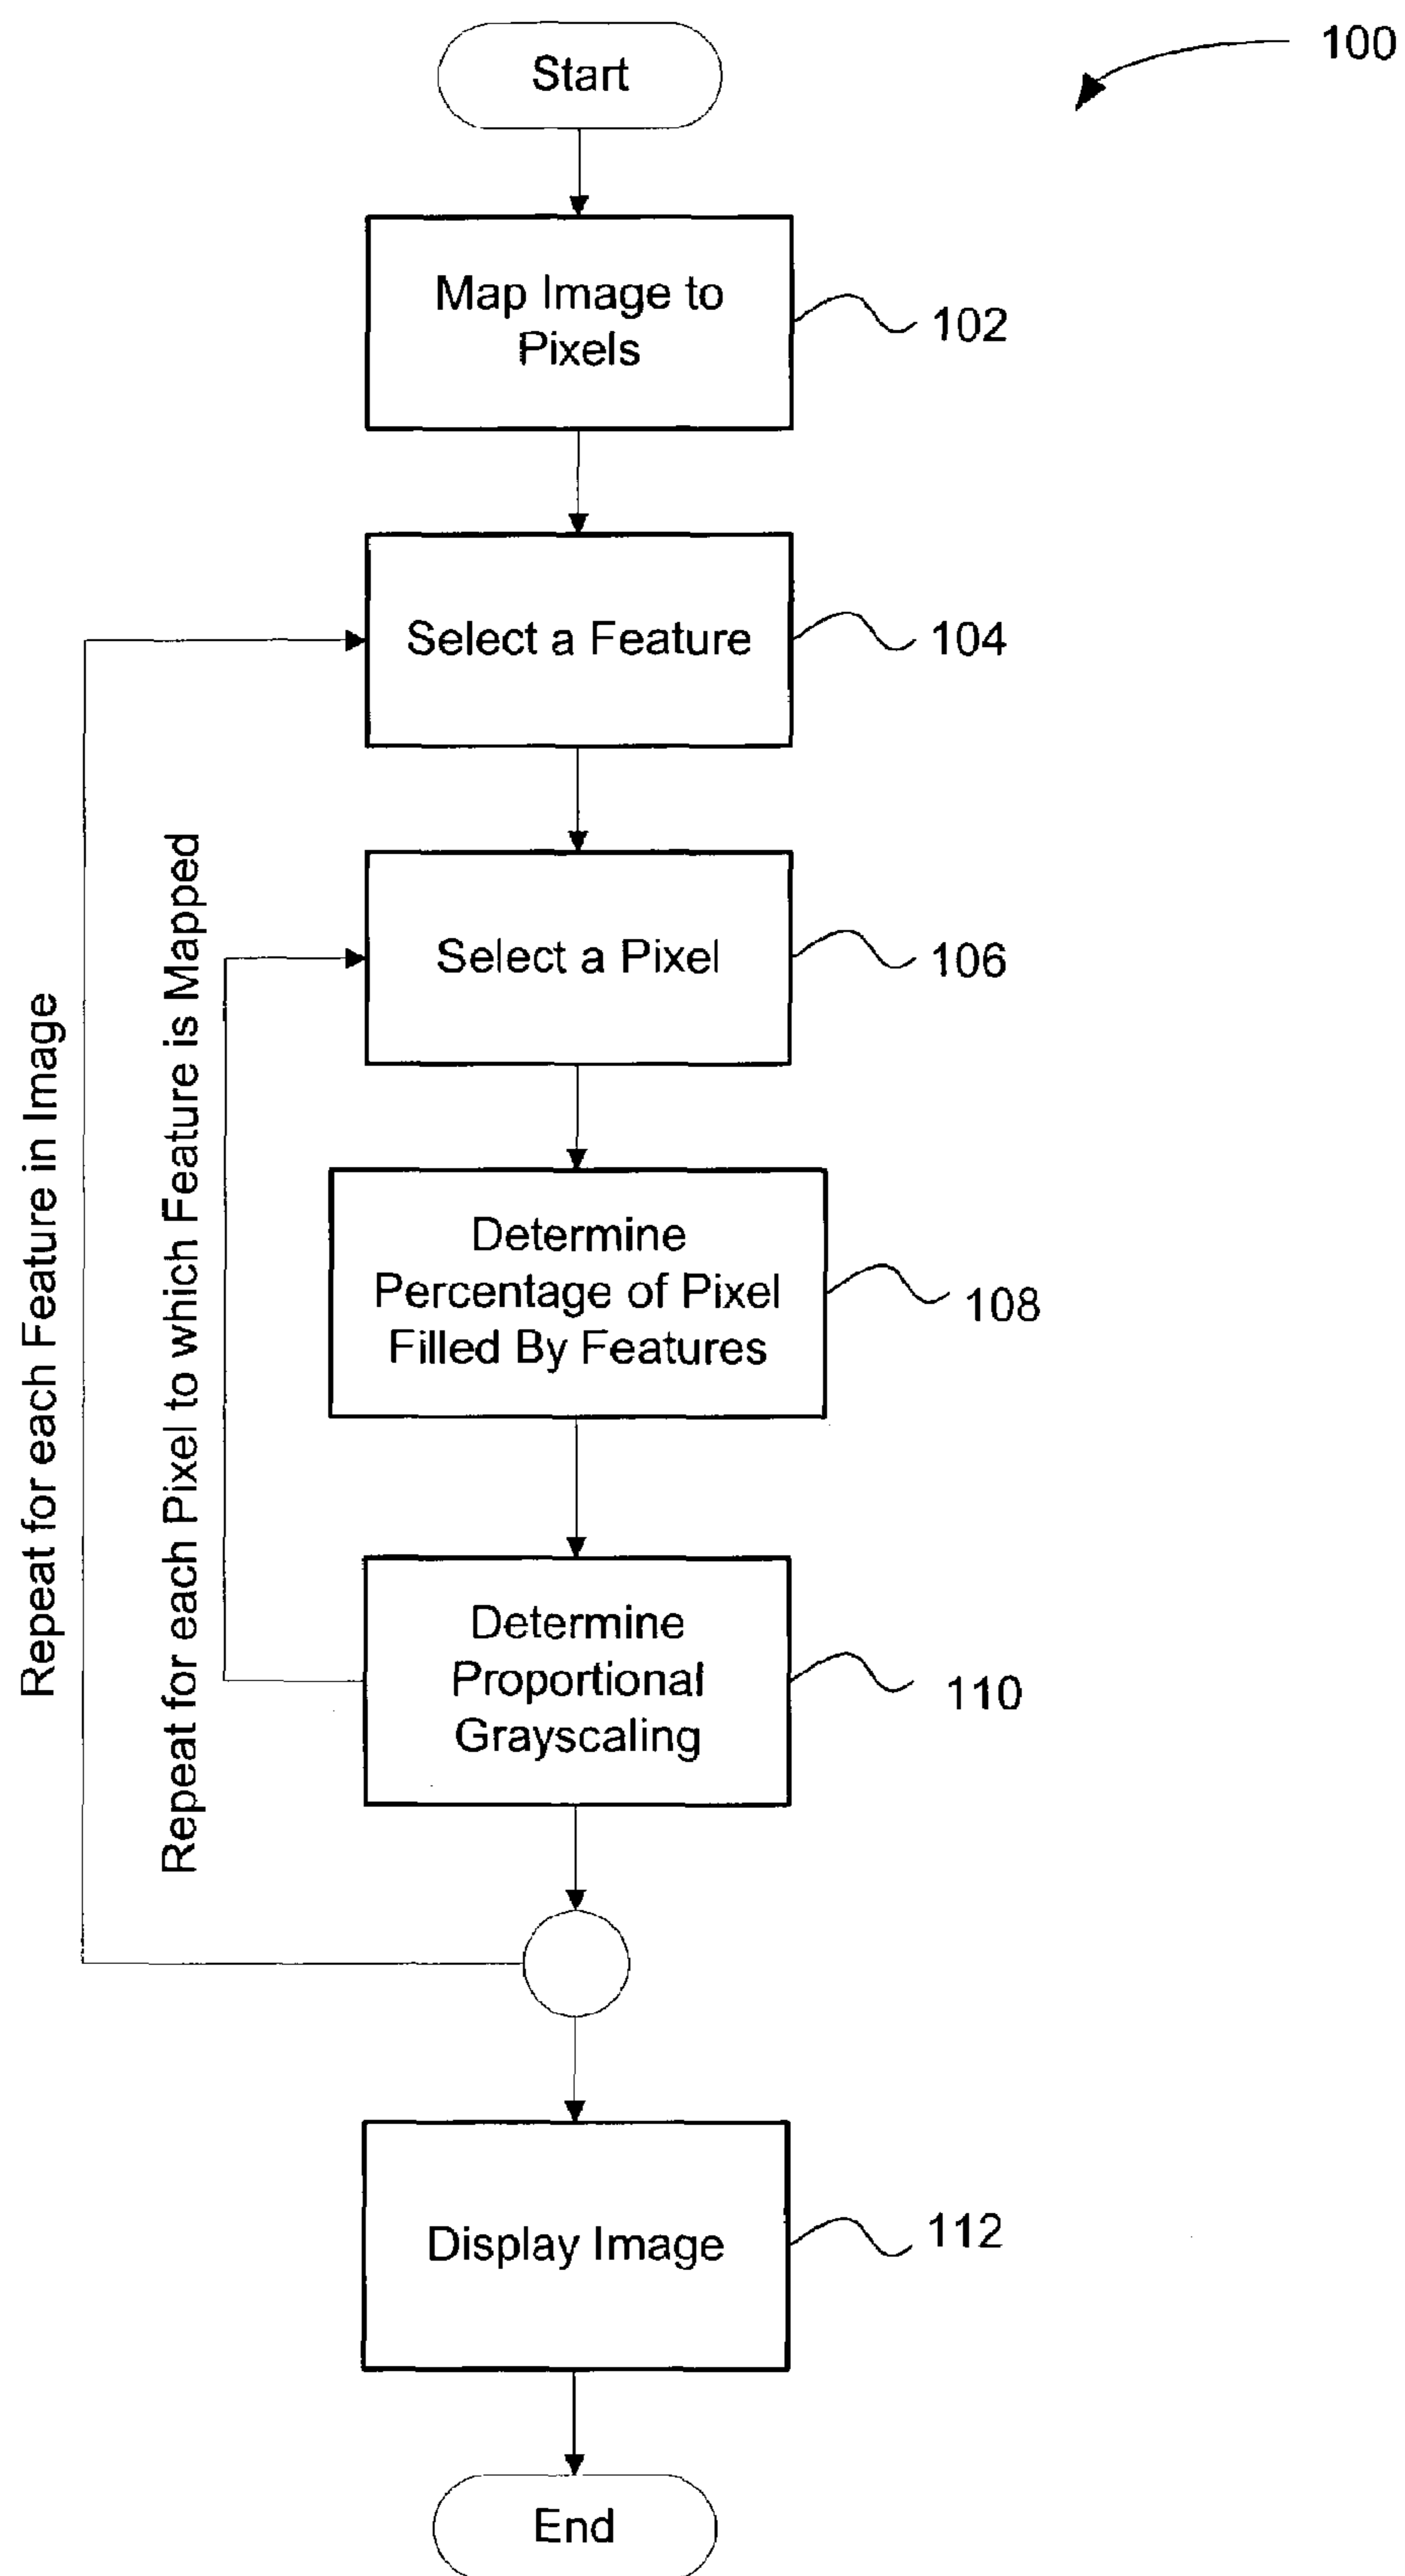 100
Start
Map Image to
Pixels
102
Select a Feature
104
Select a Pixel
106
Determine
Percentage of Pixel
Filled By Features
108
Determine
Proportional
Grayscaling
110
Repeat for each Feature in Image
Repeat for each Pixel to which Feature is Mapped
Display Image
112
End